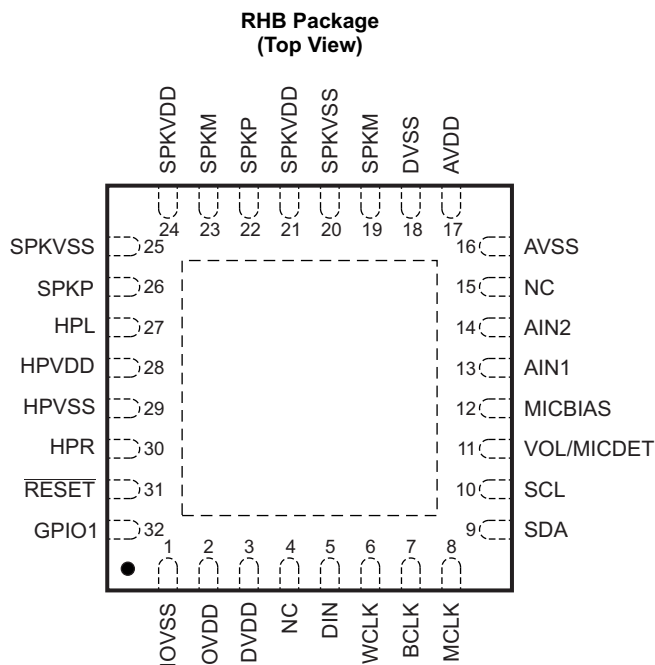 RHB Package
(Top View)
SPKVDD
SPKM
SPKP
SPKVDD
SPKVSS
SPKM
DVSS
AVDD
24
23
22
21
20
19
18
17
SPKVSS 25
SPKP 26
HPL 27
HPVDD 28
HPVSS 29
HPR 30
RESET 31
GPIO1 32
16 AVSS
15 NC
14 AIN2
13 AIN1
12 MICBIAS
11 VOL/MICDET
10 SCL
9 SDA
1
2
3
4
5
6
7
8
IOVSS
IOVDD
DVDD
NC
DIN
WCLK
BCLK
MCLK